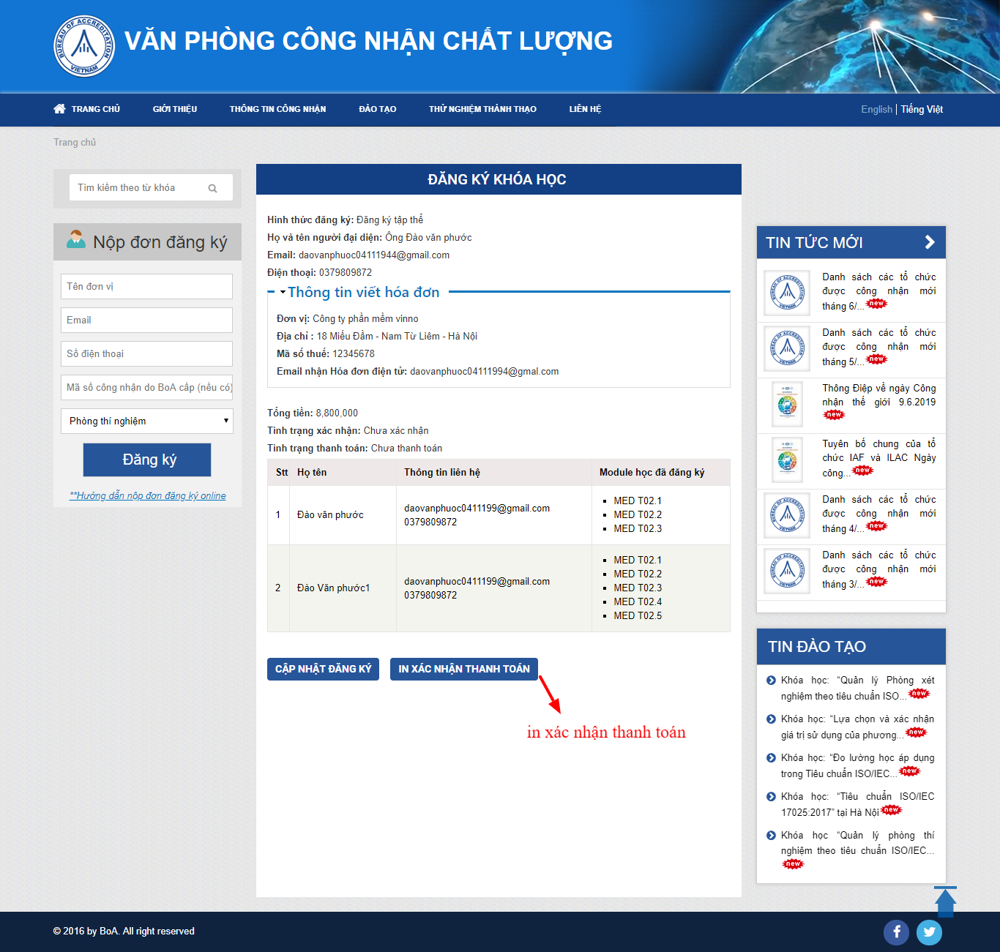 BUREAU OF ACCREDITATION
VIETNAM
VĂN PHÒNG CÔNG NHẬN CHẤT LƯỢNG
TRANG CHỦ
GIỚI THIỆU
THÔNG TIN CÔNG NHẬN
ĐÀO TẠO
THỬ NGHIỆM THÀNH THẠO
LIÊN HỆ
English | Tiếng Việt
Trang chủ
Tìm kiếm theo từ khóa
Nộp đơn đăng ký
Tên đơn vị
Email
Số điện thoại
Mã số công nhận do BoA cấp (nếu có)
Phòng thí nghiệm
Đăng ký
**Hướng dẫn nộp đơn đăng ký online
ĐĂNG KÝ KHÓA HỌC
Hình thức đăng ký: Đăng ký tập thể
Họ và tên người đại diện: Ông Đào văn phước
Email: daovanphuoc04111944@gmail.com
Điện thoại: 0379809872
Thông tin viết hóa đơn
Đơn vị: Công ty phần mềm vinno
Địa chỉ : 18 Miếu Đầm - Nam Từ Liêm - Hà Nội
Mã số thuế: 12345678
Email nhận Hóa đơn điện tử: daovanphuoc04111994@gmal.com
Tổng tiền: 8,800,000
Tình trạng xác nhận: Chưa xác nhận
Tình trạng thanh toán: Chưa thanh toán
Stt Họ tên Thông tin liên hệ Module học đã đăng ký
1 Đào văn phước
daovanphuoc0411199@gmail.com
0379809872
MED T02.1
MED T02.2
MED T02.3
2 Đào Văn phước1
daovanphuoc0411199@gmail.com
0379809872
MED T02.1
MED T02.2
MED T02.3
MED T02.4
MED T02.5
CẬP NHẬT ĐĂNG KÝ
IN XÁC NHẬN THANH TOÁN
in xác nhận thanh toán
TIN TỨC MỚI
BUREAU OF ACCREDITATION
VIETNAM
Danh sách các tổ chức
được công nhận mới
tháng 6/... new
BUREAU OF ACCREDITATION
VIETNAM
Danh sách các tổ chức
được công nhận mới
tháng 5/... new
Thông Điệp về ngày Công
nhận thế giới 9.6.2019
new
Tuyên bố chung của tổ
chức IAF và ILAC Ngày
công... new
BUREAU OF ACCREDITATION
VIETNAM
Danh sách các tổ chức
được công nhận mới
tháng 4/... new
BUREAU OF ACCREDITATION
VIETNAM
Danh sách các tổ chức
được công nhận mới
tháng 3/... new
TIN ĐÀO TẠO
Khóa học: “Quản lý Phòng xét
nghiệm theo tiêu chuẩn ISO... new
Khóa học: “Lựa chọn và xác nhận
giá trị sử dụng của phương... new
Khóa học: “Đo lường học áp dụng
trong Tiêu chuẩn ISO/IEC... new
Khóa học: “Tiêu chuẩn ISO/IEC
17025:2017” tại Hà Nội new
Khóa học “Quản lý phòng thí
nghiệm theo tiêu chuẩn ISO/IEC...
new
© 2016 by BoA. All right reserved